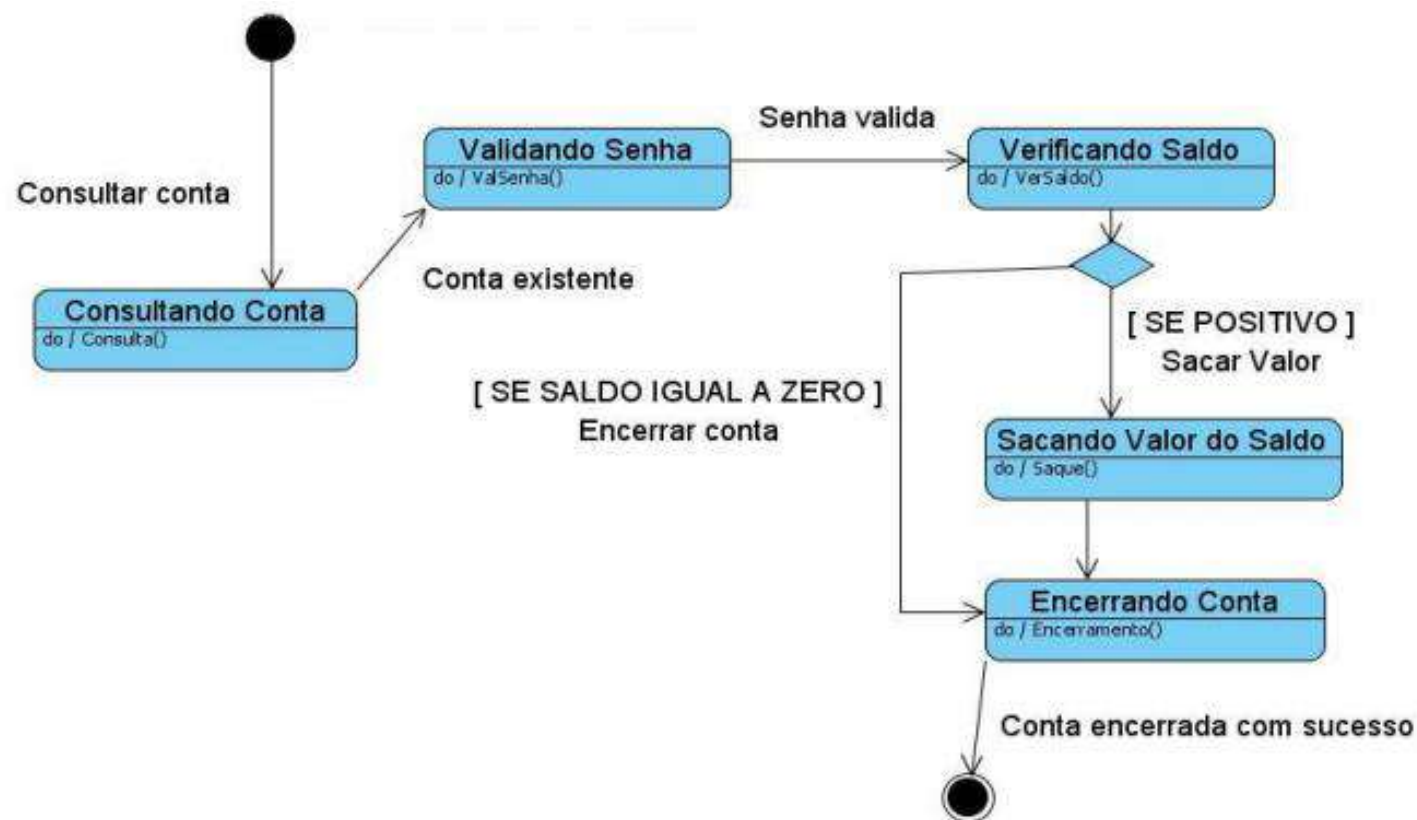 Consultar conta
Consultando Conta
do / Consulta()
Conta existente
Validando Senha
do / ValSenha()
Senha valida
Verificando Saldo
do / VerSaldo()
[ SE POSITIVO ]
Sacar Valor
[ SE SALDO IGUAL A ZERO ]
Encerrar conta
Sacando Valor do Saldo
do / Saque()
Encerrando Conta
do / Encerramento()
Conta encerrada com sucesso